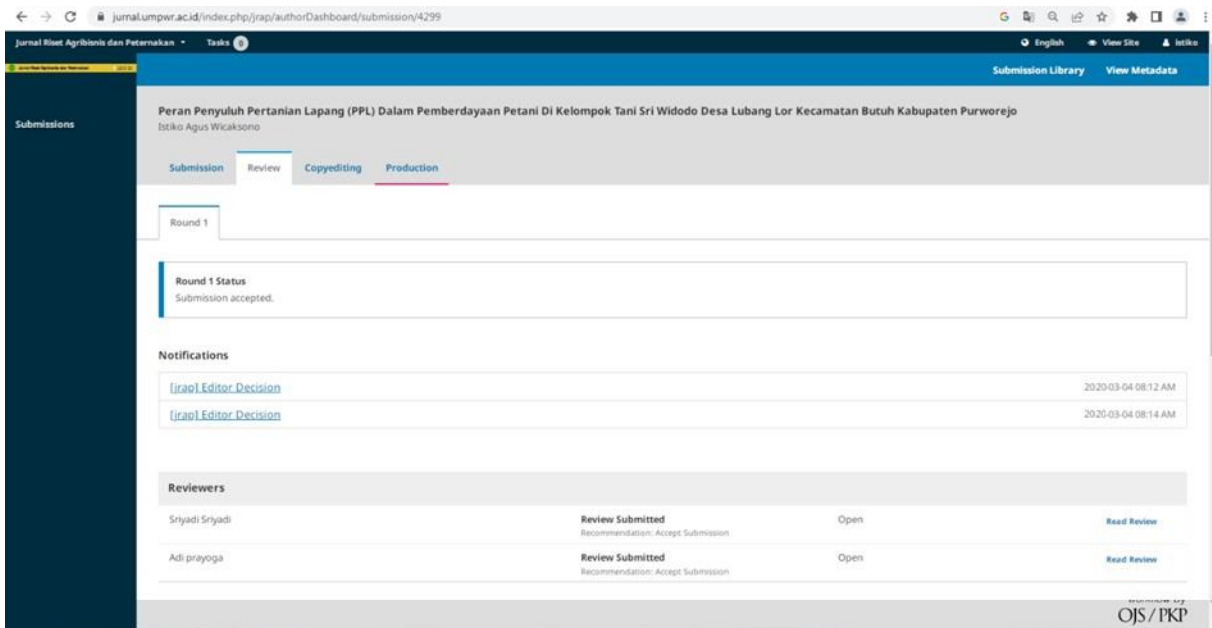 jurnal.umpwr.ac.id/index.php/jrap/authorDashboard/submission/4299
Jurnal Riset Agribisnis dan Peternakan Tasks 0 English View Site istiko
Submission Library View Metadata
Submissions
Peran Penyuluh Pertanian Lapang (PPL) Dalam Pemberdayaan Petani Di Kelompok Tani Sri Widodo Desa Lubang Lor Kecamatan Butuh Kabupaten Purworejo
Istiko Agus Wicaksono
Submission Review Copyediting Production
Round 1
Round 1 Status
Submission accepted.
Notifications
[jrap] Editor Decision 2020-03-04 08:12 AM
[jrap] Editor Decision 2020-03-04 08:14 AM
Reviewers
Sriyadi Sriyadi Review Submitted Open Read Review
Recommendation: Accept Submission
Adi prayoga Review Submitted Open Read Review
Recommendation: Accept Submission
OJS / PKP